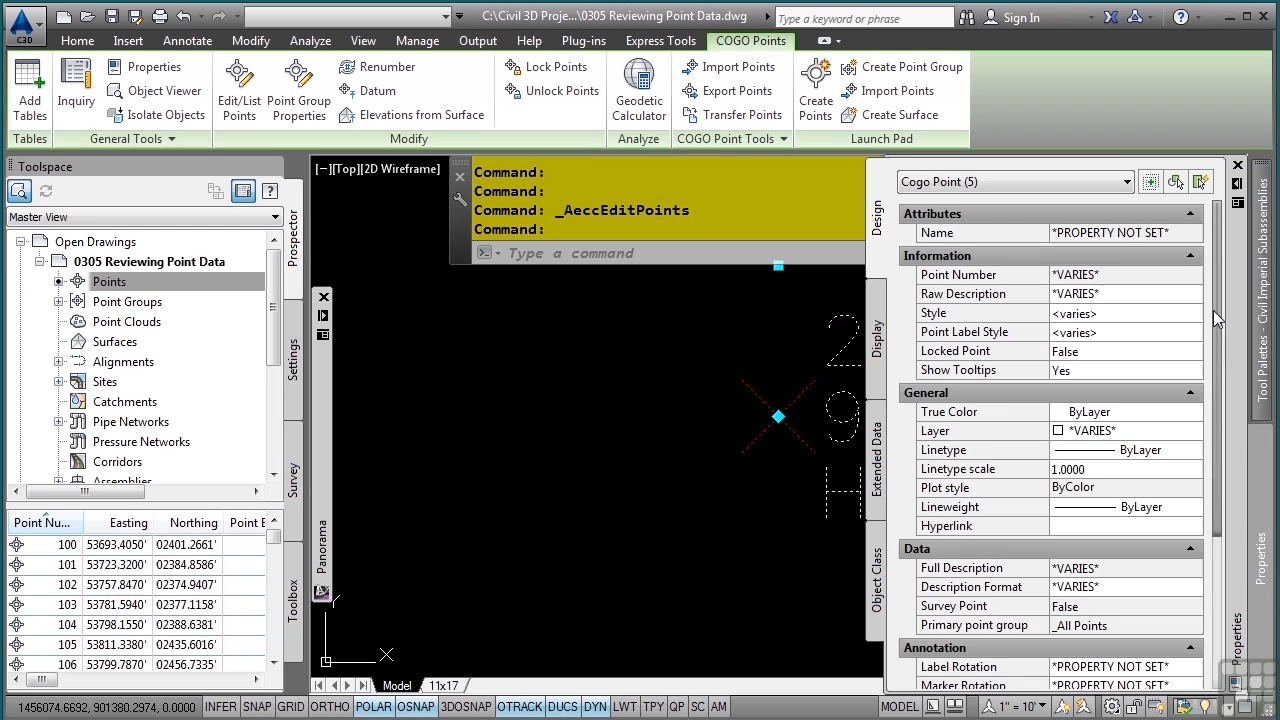 C:\Civil 3D Proje...\0305 Reviewing Point Data.dwg
Type a keyword or phrase
Sign In
C3D
Home Insert Annotate Modify Analyze View Manage Output Help Plug-ins Express Tools COGO Points
Add Tables
Tables
Inquiry
Properties
Object Viewer
Isolate Objects
General Tools
Edit/List Points
Point Group Properties
Renumber
Datum
Elevations from Surface
Lock Points
Unlock Points
Modify
Geodetic Calculator
Analyze
Import Points
Export Points
Transfer Points
COGO Point Tools
Create Points
Create Point Group
Import Points
Create Surface
Launch Pad
Toolspace
Master View
Open Drawings
0305 Reviewing Point Data
Points
Point Groups
Point Clouds
Surfaces
Alignments
Sites
Catchments
Pipe Networks
Pressure Networks
Corridors
Assemblies
Prospector
Settings
Survey
Toolbox
Point Nu... Easting Northing Point E
100 53693.4050' 02401.2661'
101 53723.3200' 02384.8586'
102 53757.8470' 02374.9407'
103 53781.5940' 02377.1158'
104 53798.1550' 02388.6381'
105 53811.3380' 02435.6016'
106 53799.7870' 02456.7335'
[−][Top][2D Wireframe]
Command:
Command:
Command: _AeccEditPoints
Command:
Type a command
Panorama
2
9
H
Y
X
Model 11x17
Design
Display
Extended Data
Object Class
Cogo Point (5)
Attributes
Name *PROPERTY NOT SET*
Information
Point Number *VARIES*
Raw Description *VARIES*
Style <varies>
Point Label Style <varies>
Locked Point False
Show Tooltips Yes
General
True Color ByLayer
Layer *VARIES*
Linetype ByLayer
Linetype scale 1.0000
Plot style ByColor
Lineweight ByLayer
Hyperlink
Data
Full Description *VARIES*
Description Format *VARIES*
Survey Point False
Primary point group _All Points
Annotation
Label Rotation *PROPERTY NOT SET*
Marker Rotation *PROPERTY NOT SET*
Properties
Tool Palettes - Civil Imperial Subassemblies
Properties
1456074.6692, 901380.2974, 0.0000 INFER SNAP GRID ORTHO POLAR OSNAP 3DOSNAP OTRACK DUCS DYN LWT TPY QP SC AM MODEL 1" = 10'